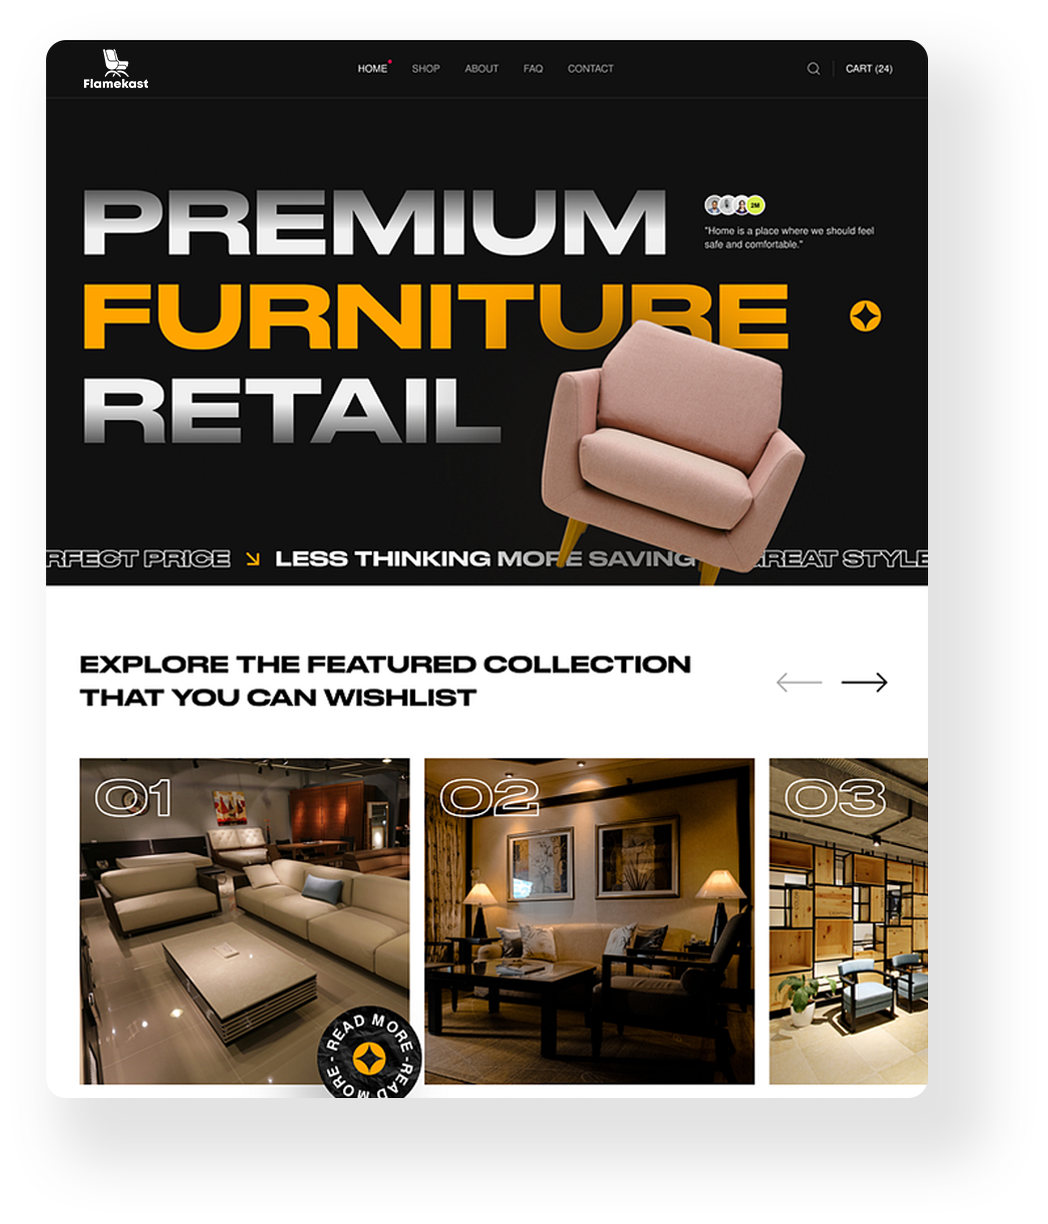 Flamekast
HOME
SHOP
ABOUT
FAQ
CONTACT
CART (24)
PREMIUM
2M
"Home is a place where we should feel
safe and comfortable."
FURNITURE
RETAIL
RFECT PRICE
LESS THINKING MORE SAVING
GREAT STYLE
EXPLORE THE FEATURED COLLECTION
THAT YOU CAN WISHLIST
01
02
03
READ MORE - READ MORE -